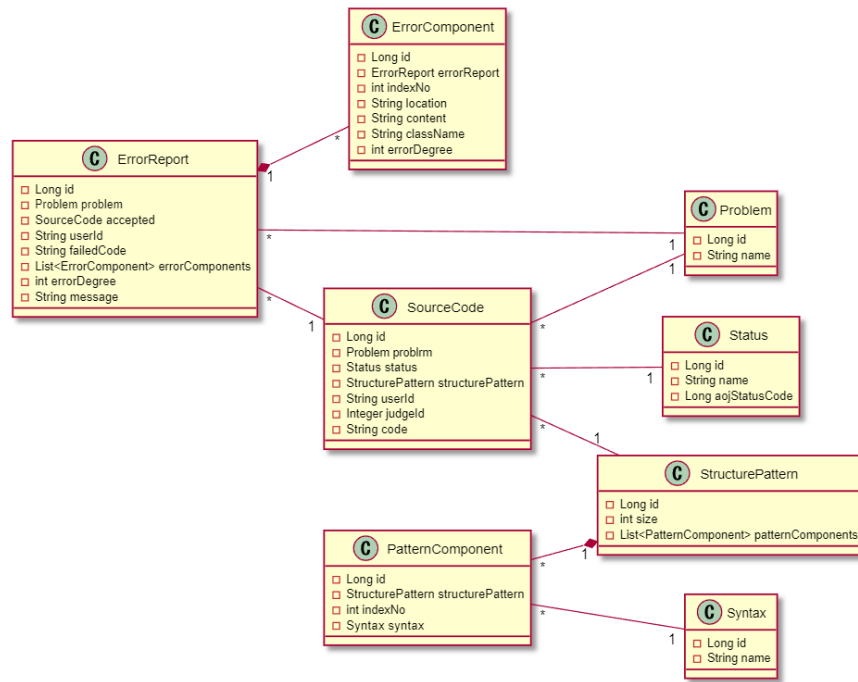 C ErrorComponent
Long id
ErrorReport errorReport
int indexNo
String location
String content
String className
int errorDegree
C ErrorReport
Long id
Problem problem
SourceCode accepted
String userId
String failedCode
List<ErrorComponent> errorComponents
int errorDegree
String message
1
*
*
1
*
1
C Problem
Long id
String name
C SourceCode
Long id
Problem problrm
Status status
StructurePattern structurePattern
String userId
Integer judgeId
String code
*
1
*
1
*
1
C Status
Long id
String name
Long aojStatusCode
C StructurePattern
Long id
int size
List<PatternComponent> patternComponents
C PatternComponent
Long id
StructurePattern structurePattern
int indexNo
Syntax syntax
*
1
*
1
C Syntax
Long id
String name